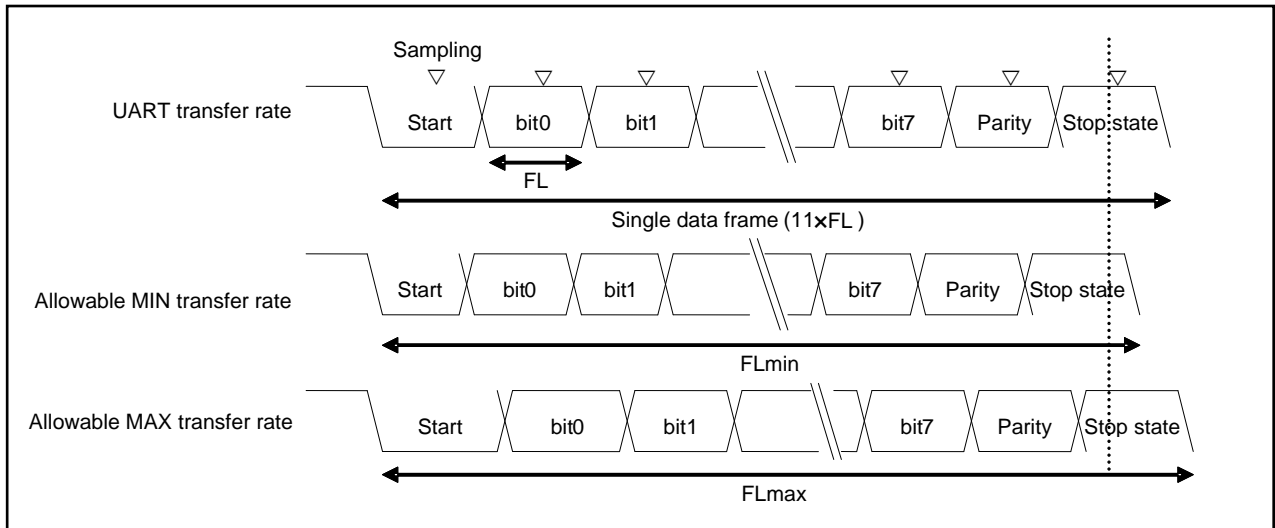 Sampling
UART transfer rate
Start bit0 bit1 bit7 Parity Stop state
FL
Single data frame (11×FL )
Allowable MIN transfer rate
Start bit0 bit1 bit7 Parity Stop state
FLmin
Allowable MAX transfer rate
Start bit0 bit1 bit7 Parity Stop state
FLmax